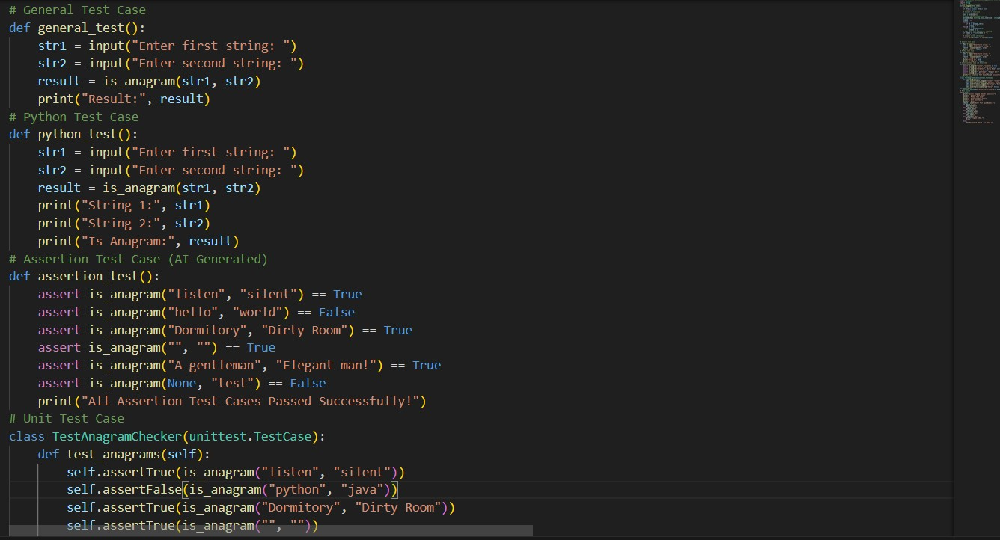 # General Test Case
def general_test():
    str1 = input("Enter first string: ")
    str2 = input("Enter second string: ")
    result = is_anagram(str1, str2)
    print("Result:", result)
# Python Test Case
def python_test():
    str1 = input("Enter first string: ")
    str2 = input("Enter second string: ")
    result = is_anagram(str1, str2)
    print("String 1:", str1)
    print("String 2:", str2)
    print("Is Anagram:", result)
# Assertion Test Case (AI Generated)
def assertion_test():
    assert is_anagram("listen", "silent") == True
    assert is_anagram("hello", "world") == False
    assert is_anagram("Dormitory", "Dirty Room") == True
    assert is_anagram("", "") == True
    assert is_anagram("A gentleman", "Elegant man!") == True
    assert is_anagram(None, "test") == False
    print("All Assertion Test Cases Passed Successfully!")
# Unit Test Case
class TestAnagramChecker(unittest.TestCase):
    def test_anagrams(self):
        self.assertTrue(is_anagram("listen", "silent"))
        self.assertFalse(is_anagram("python", "java"))
        self.assertTrue(is_anagram("Dormitory", "Dirty Room"))
        self.assertTrue(is_anagram("", ""))